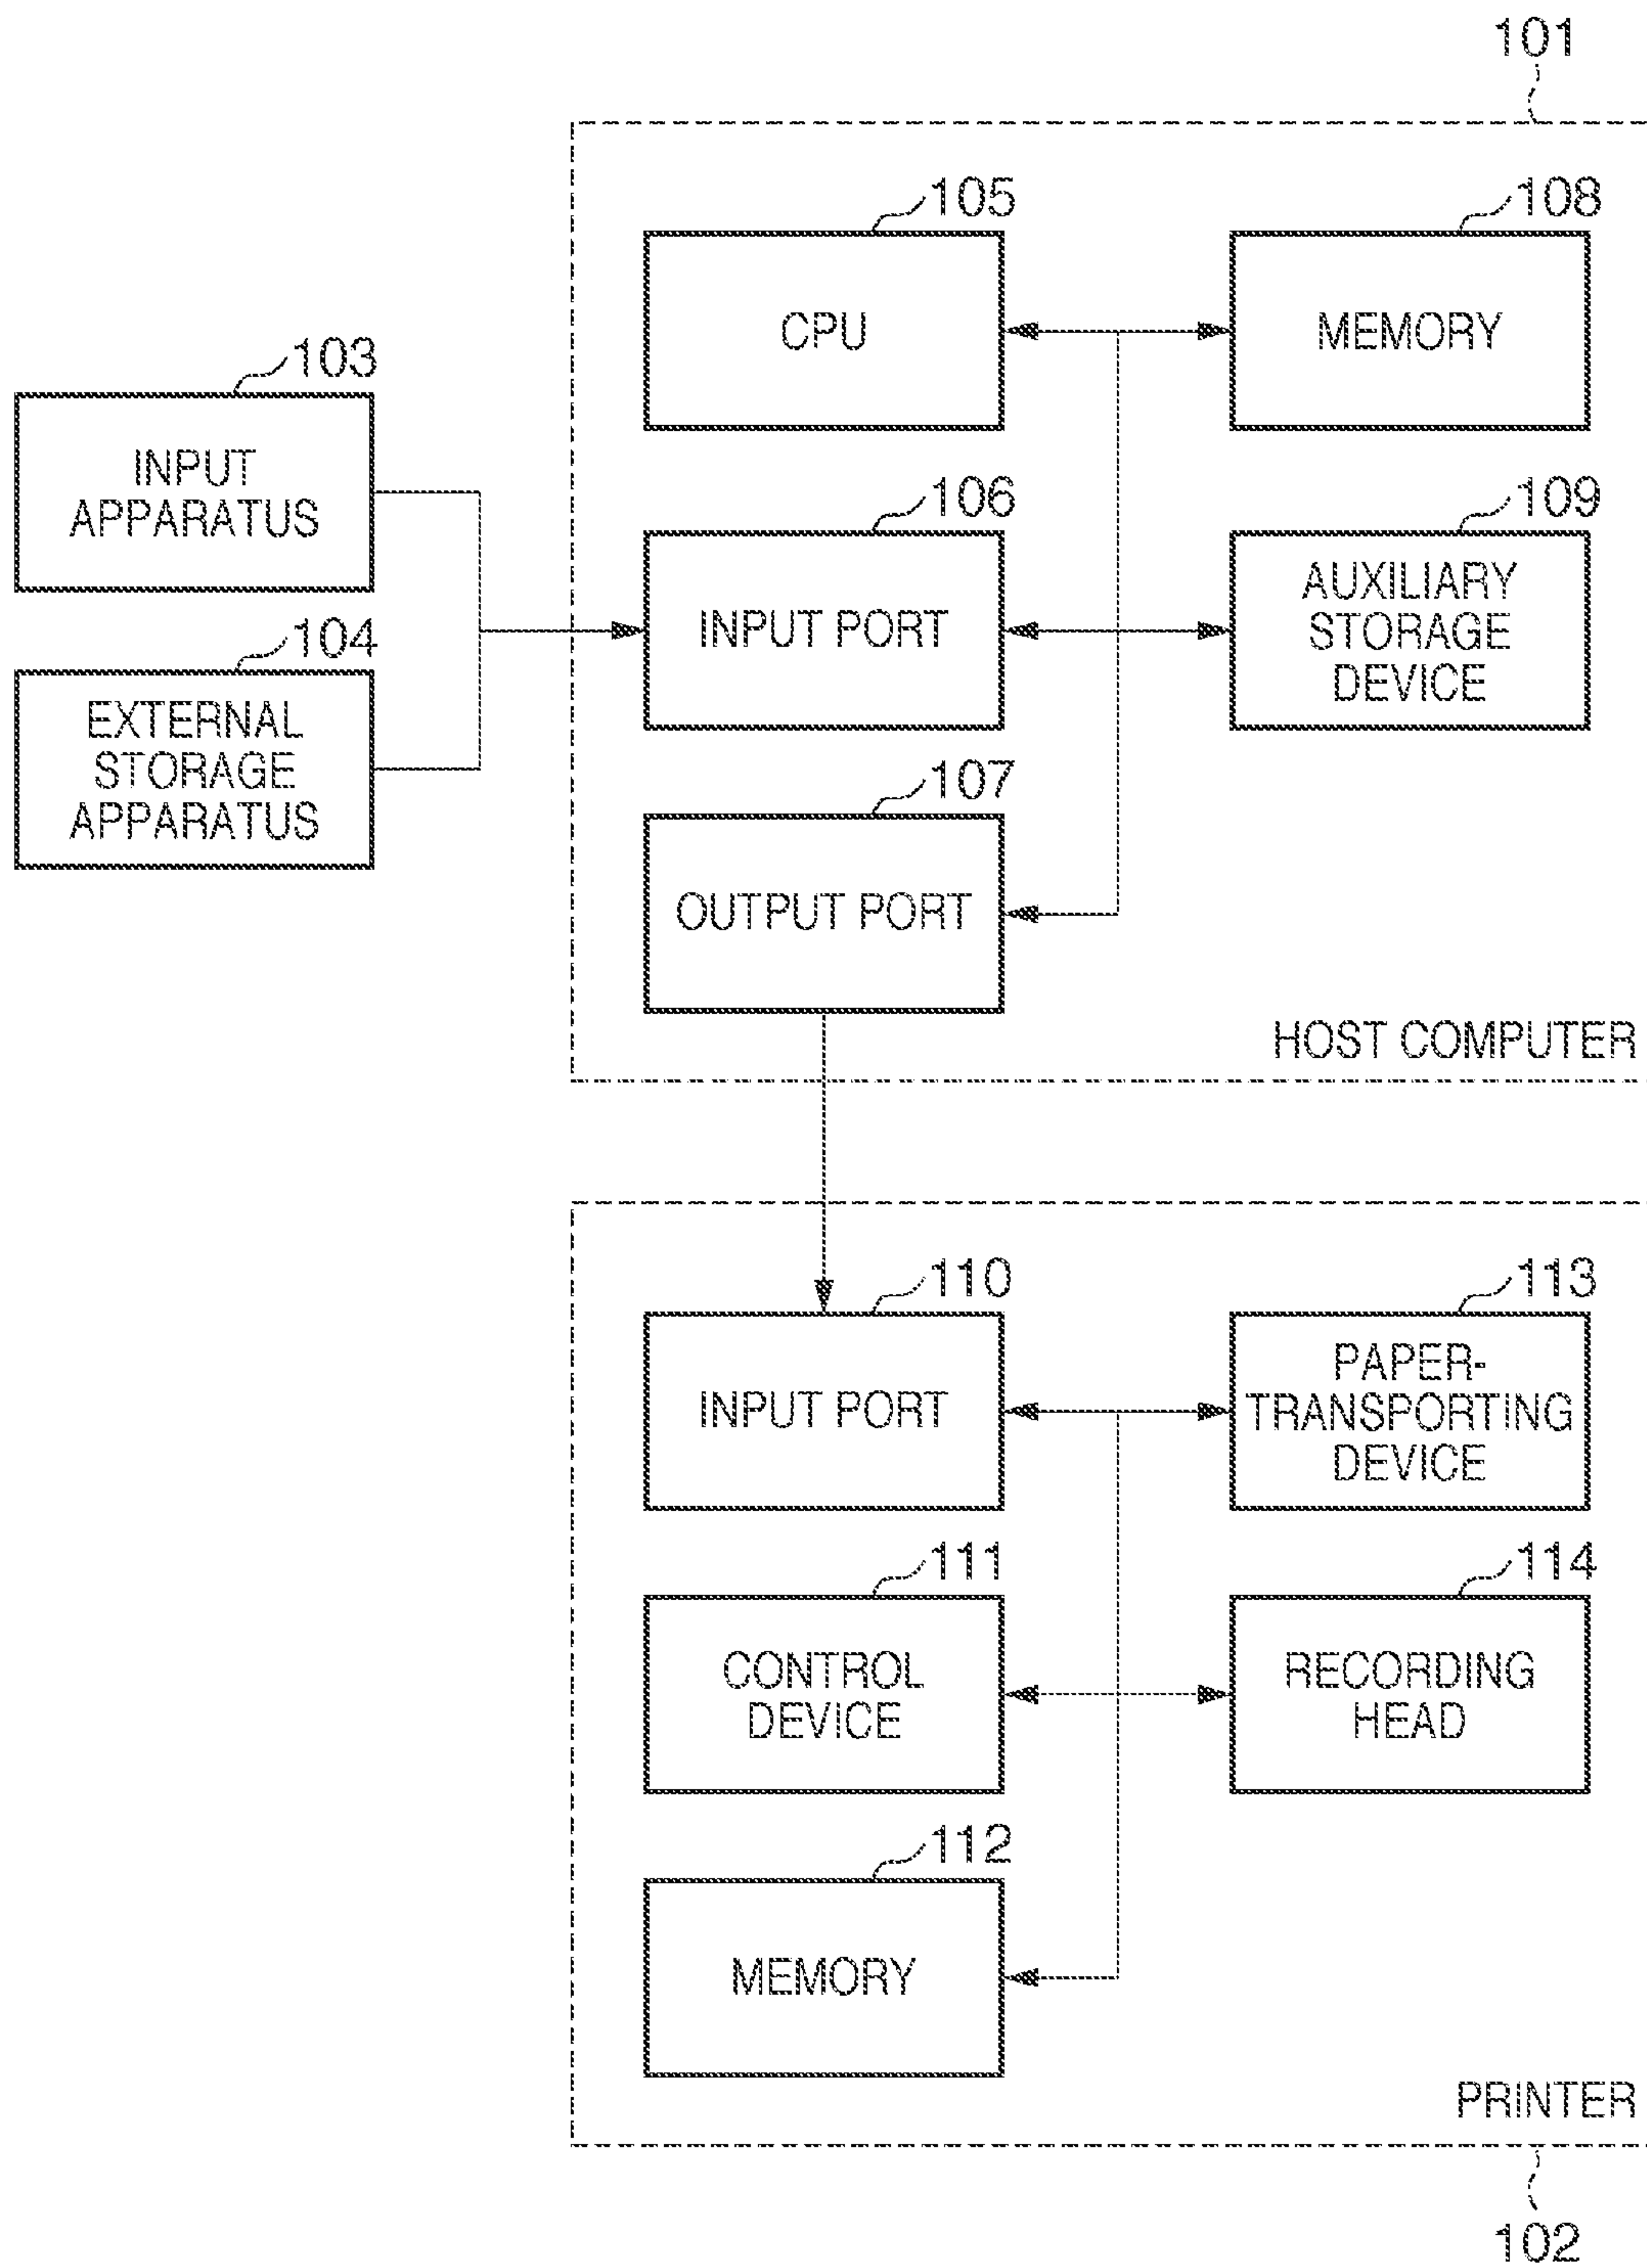 101
105
108
CPU
MEMORY
103
INPUT
APPARATUS
106
109
INPUT PORT
AUXILIARY
STORAGE
DEVICE
104
EXTERNAL
STORAGE
APPARATUS
107
OUTPUT PORT
HOST COMPUTER
110
113
INPUT PORT
PAPER-
TRANSPORTING
DEVICE
111
114
CONTROL
DEVICE
RECORDING
HEAD
112
MEMORY
PRINTER
102